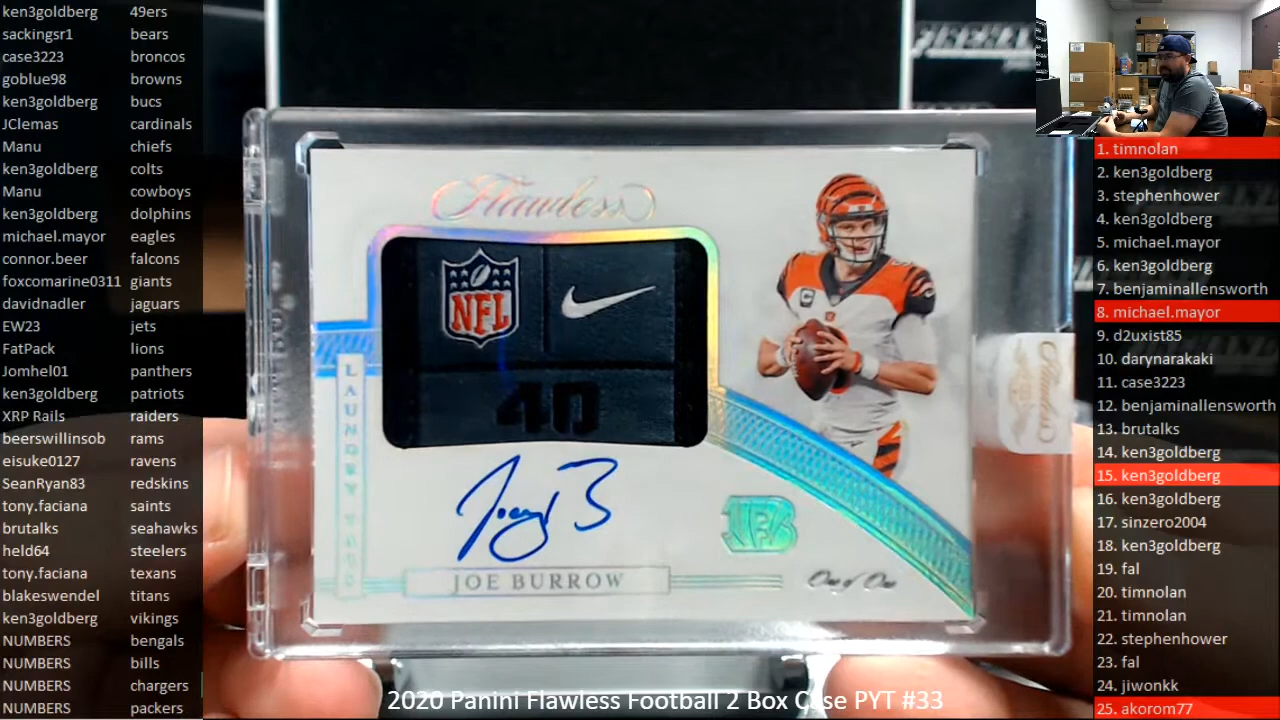 ken3goldberg 49ers
sackingsr1 bears
case3223 broncos
goblue98 browns
ken3goldberg bucs
JClemas cardinals
Manu chiefs
ken3goldberg colts
Manu cowboys
ken3goldberg dolphins
michael.mayor eagles
connor.beer falcons
foxcomarine0311 giants
davidnadler jaguars
EW23 jets
FatPack lions
Jomhel01 panthers
ken3goldberg patriots
XRP Rails raiders
beerswillinsob rams
eisuke0127 ravens
SeanRyan83 redskins
tony.faciana saints
brutalks seahawks
held64 steelers
tony.faciana texans
blakeswendel titans
ken3goldberg vikings
NUMBERS bengals
NUMBERS bills
NUMBERS chargers
NUMBERS packers
Flawless
NFL
40
LAUNDRY TAGS
Joey B
JOE BURROW
One of One
Flawless
2020 Panini Flawless Football 2 Box Case PYT #33
1. timnolan
2. ken3goldberg
3. stephenhower
4. ken3goldberg
5. michael.mayor
6. ken3goldberg
7. benjaminallensworth
8. michael.mayor
9. d2uxist85
10. darynarakaki
11. case3223
12. benjaminallensworth
13. brutalks
14. ken3goldberg
15. ken3goldberg
16. ken3goldberg
17. sinzero2004
18. ken3goldberg
19. fal
20. timnolan
21. timnolan
22. stephenhower
23. fal
24. jiwonkk
25. akorom77